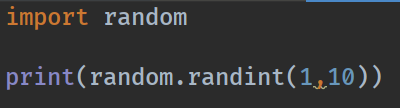 import random
print(random.randint(1,10))